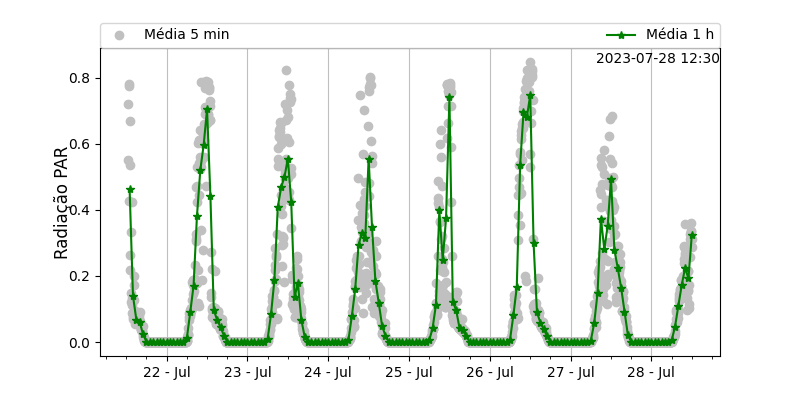 Média 5 min
Média 1 h
2023-07-28 12:30
Radiação PAR
0.8
0.6
0.4
0.2
0.0
22 - Jul
23 - Jul
24 - Jul
25 - Jul
26 - Jul
27 - Jul
28 - Jul